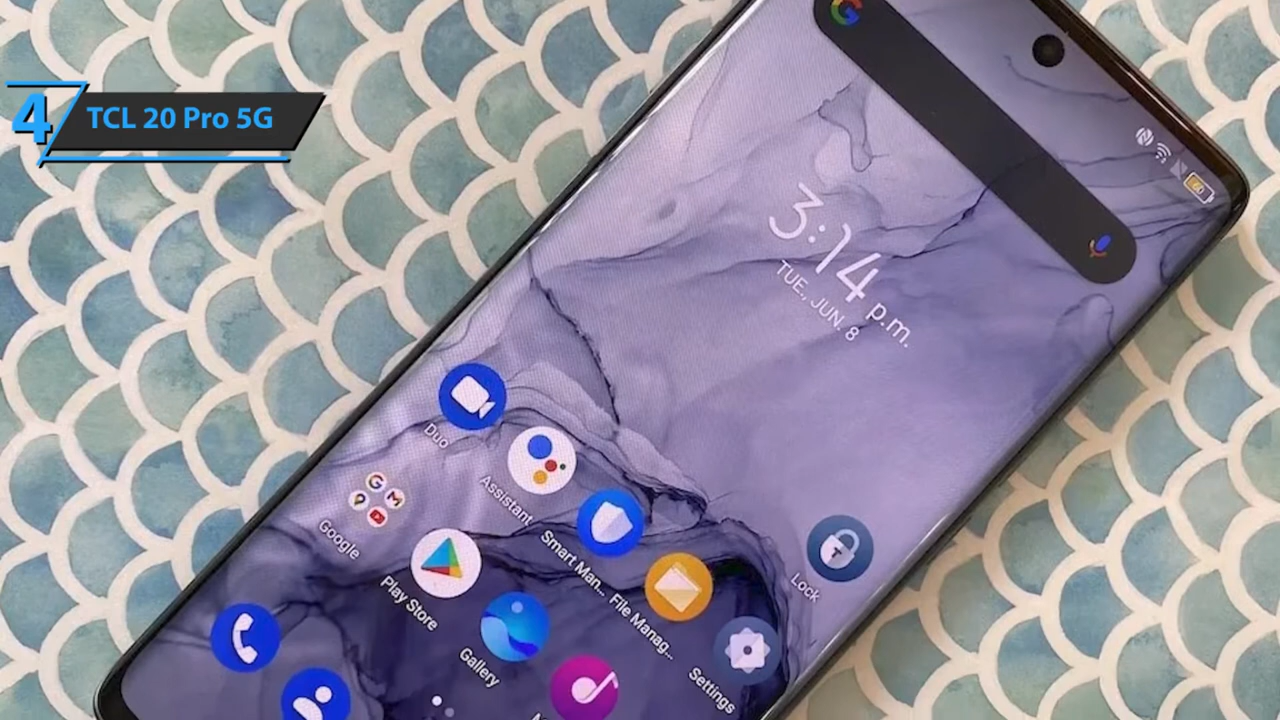 4
TCL 20 Pro 5G
3:14 p.m.
TUE., JUN. 8
60
Duo
Assistant
Smart Man...
File Manag...
Settings
Lock
Google
Play Store
Gallery